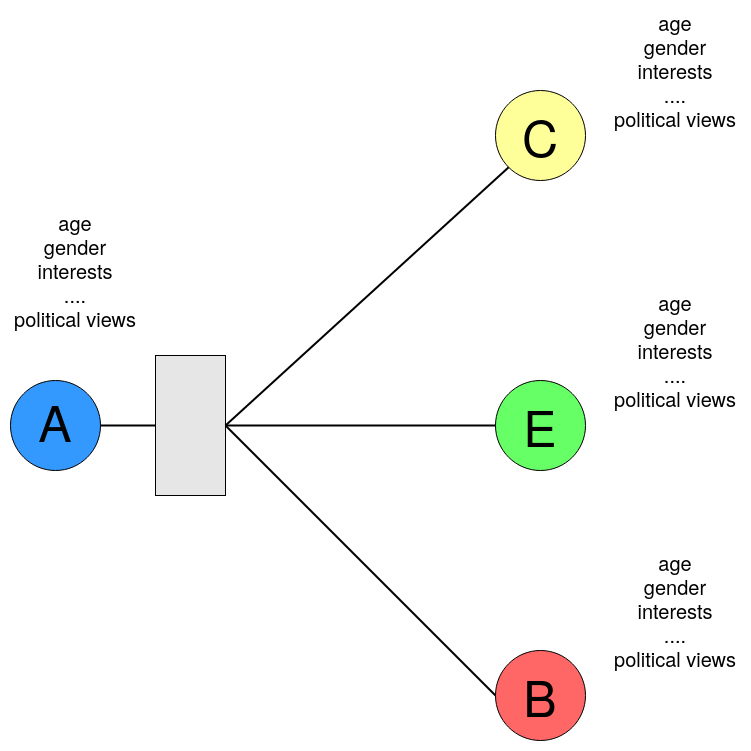 age
gender
interests
....
political views
C
age
gender
interests
....
political views
A
age
gender
interests
....
political views
E
age
gender
interests
....
political views
B